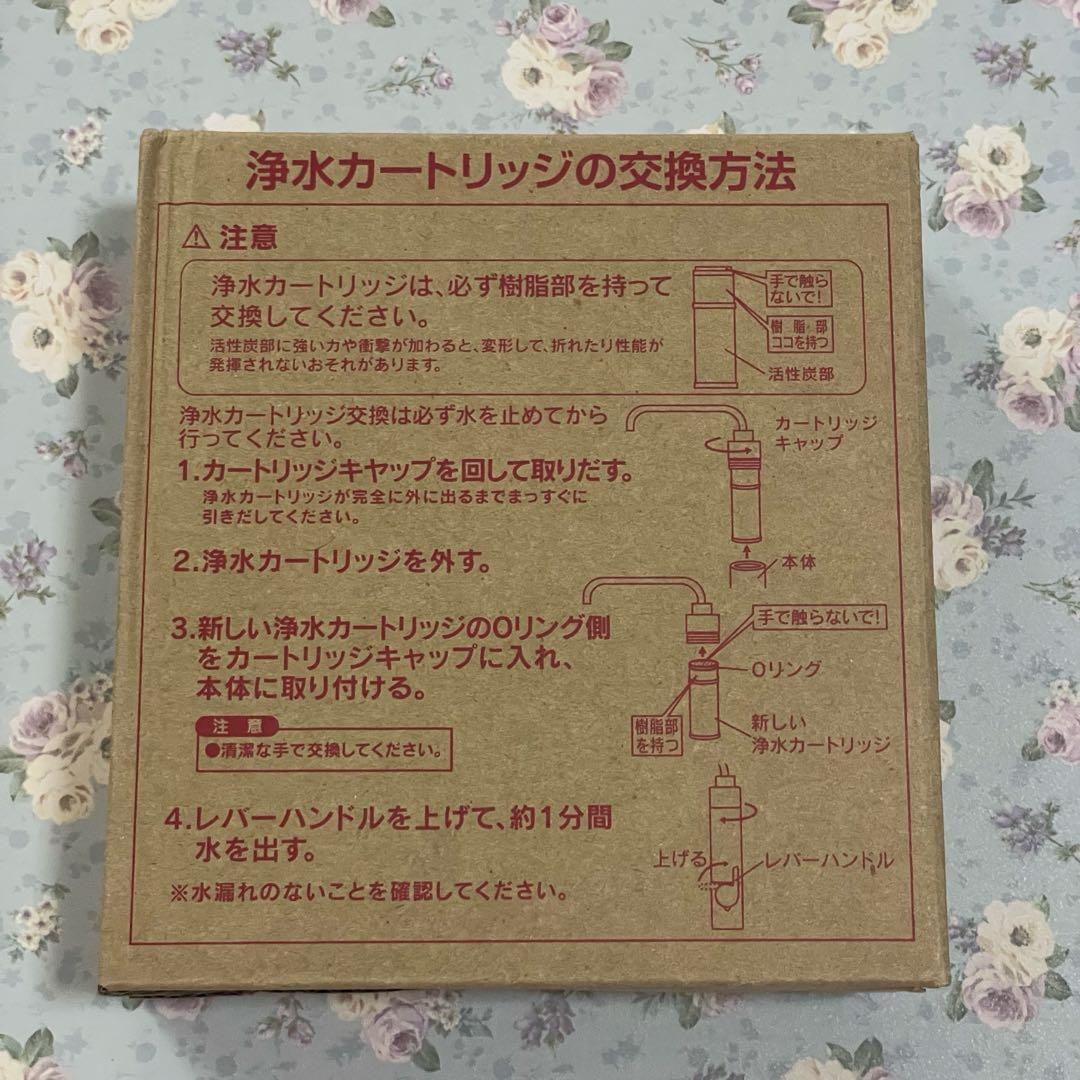 浄水カートリッジの交換方法
⚠ 注意
浄水カートリッジは、必ず樹脂部を持って
交換してください。
活性炭部に強い力や衝撃が加わると、変形して、折れたり性能が
発揮されないおそれがあります。
手で触ら
ないで!
樹脂部
ココを持つ
活性炭部
浄水カートリッジ交換は必ず水を止めてから
行ってください。
1.カートリッジキャップを回して取りだす。
浄水カートリッジが完全に外に出るまでまっすぐに
引きだしてください。
カートリッジ
キャップ
2.浄水カートリッジを外す。
本体
3.新しい浄水カートリッジのOリング側
をカートリッジキャップに入れ、
本体に取り付ける。
注意
●清潔な手で交換してください。
手で触らないで!
Oリング
樹脂部
を持つ
新しい
浄水カートリッジ
4.レバーハンドルを上げて、約1分間
水を出す。
※水漏れのないことを確認してください。
上げる
レバーハンドル